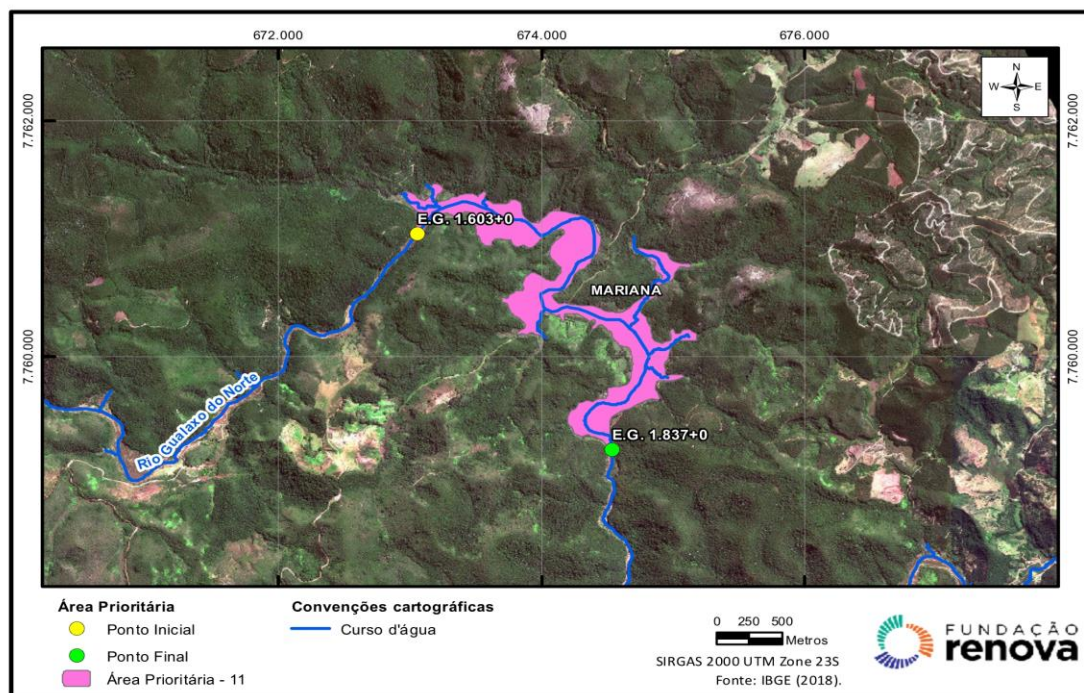 672.000
674.000
676.000
N
W E
S
7.762.000
7.762.000
E.G. 1.603+0
MARIANA
7.760.000
7.760.000
Rio Gualaxo do Norte
E.G. 1.837+0
Área Prioritária
Ponto Inicial
Ponto Final
Área Prioritária - 11
Convenções cartográficas
Curso d'água
0 250 500
Metros
SIRGAS 2000 UTM Zone 23S
Fonte: IBGE (2018).
FUNDAÇÃO
renova